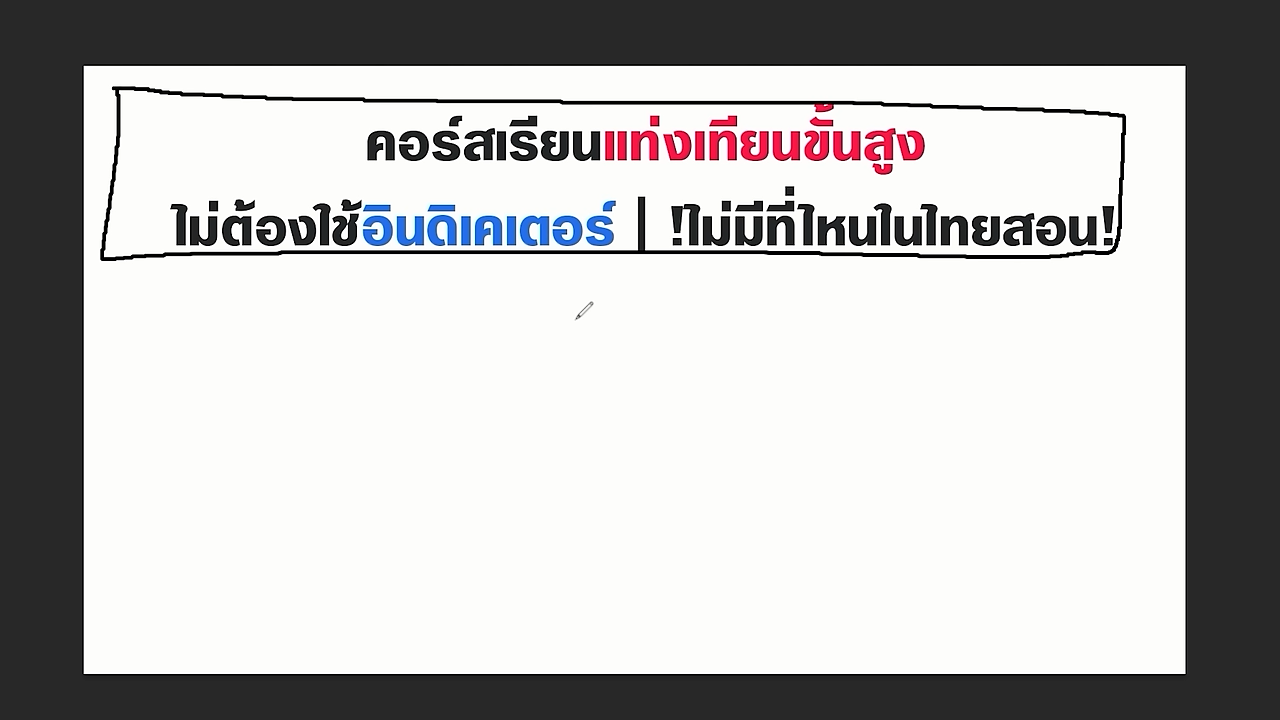 คอร์สเรียนแท่งเทียนขั้นสูง
ไม่ต้องใช้อินดิเคเตอร์ | !ไม่มีที่ไหนในไทยสอน!